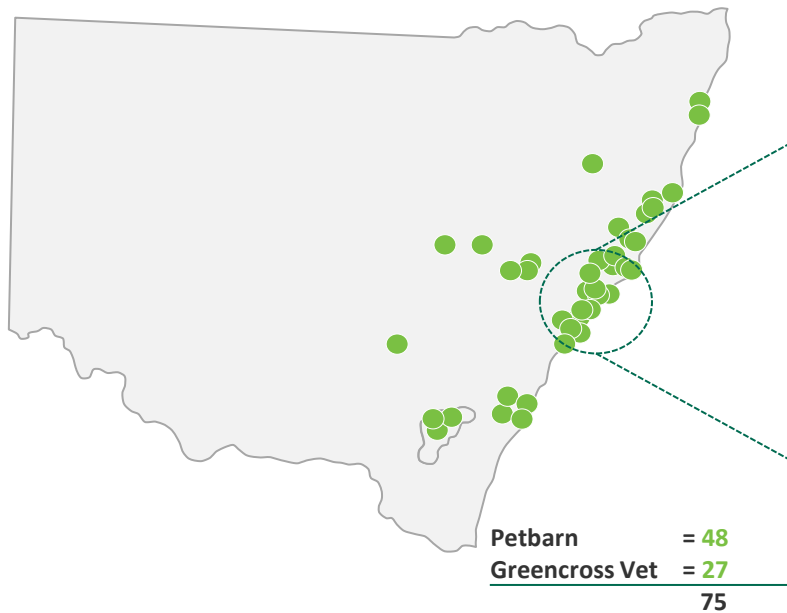 Petbarn = 48
Greencross Vet = 27
75